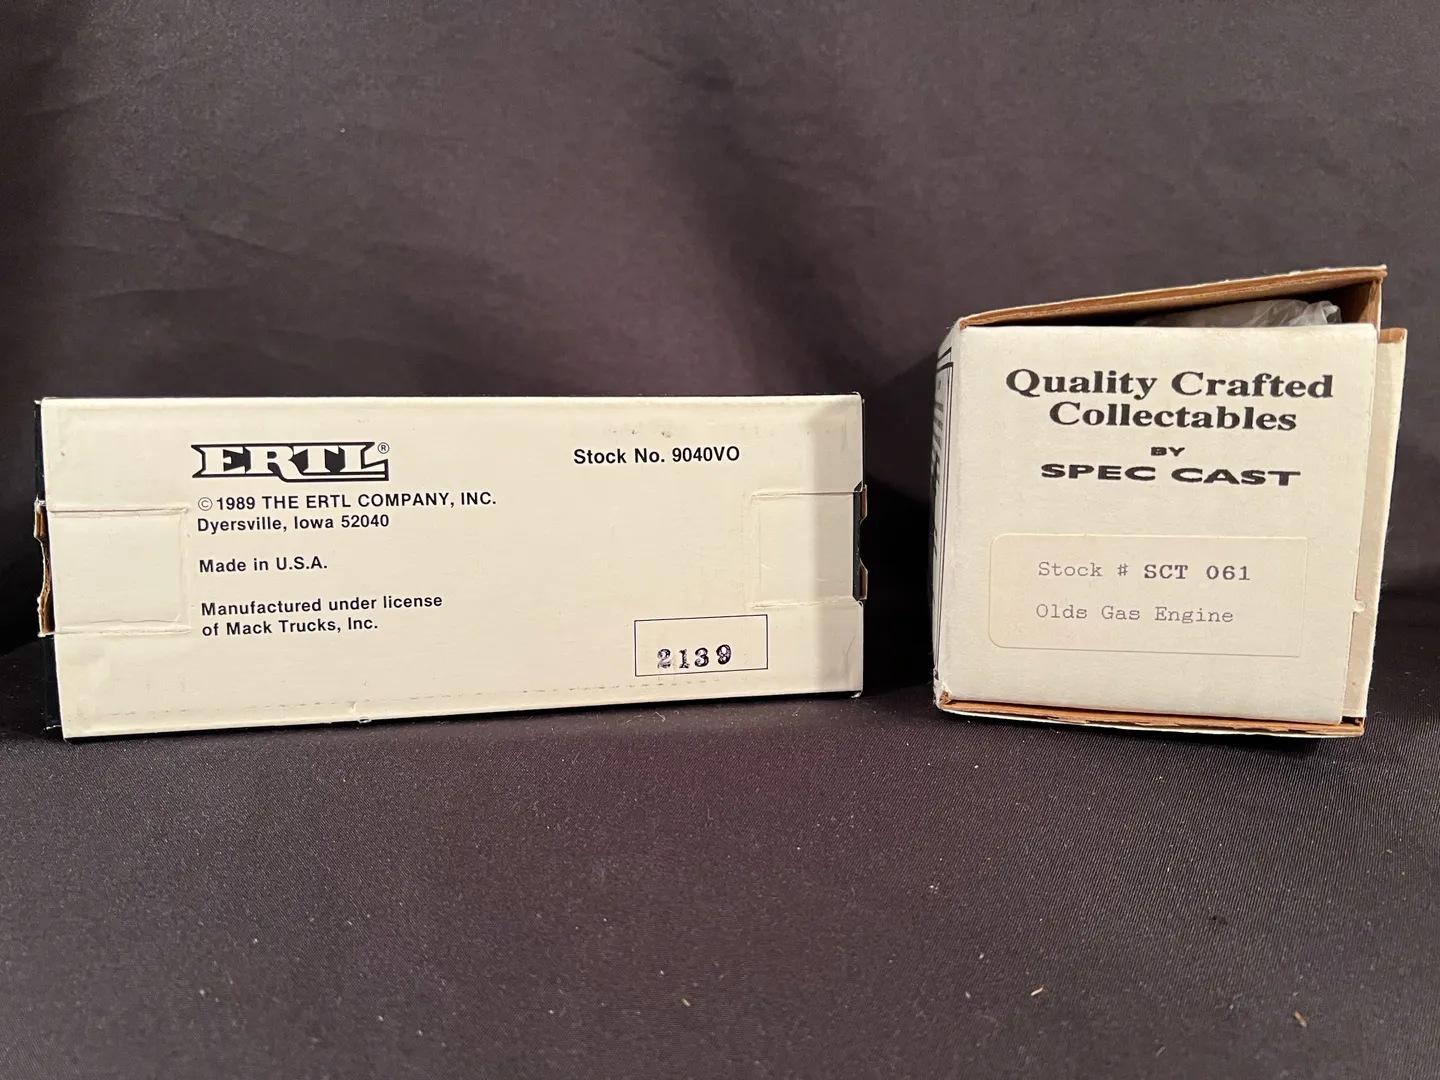 ERTL®
Stock No. 9040VO
©1989 THE ERTL COMPANY, INC.
Dyersville, Iowa 52040
Made in U.S.A.
Manufactured under license
of Mack Trucks, Inc.
2139
Quality Crafted
Collectables
BY
SPEC CAST
Stock # SCT 061
Olds Gas Engine